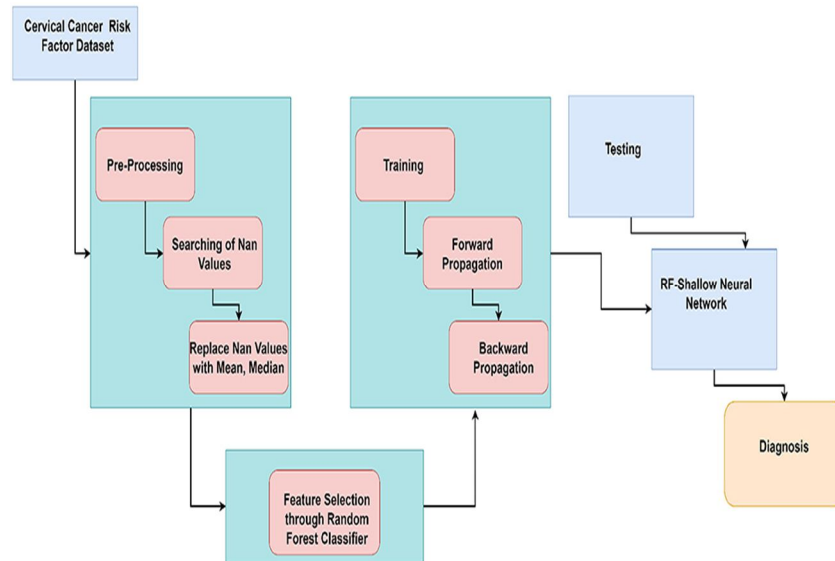 Cervical Cancer Risk
Factor Dataset
Pre-Processing
Searching of Nan
Values
Replace Nan Values
with Mean, Median
Feature Selection
through Random
Forest Classifier
Training
Forward
Propagation
Backward
Propagation
Testing
RF-Shallow Neural
Network
Diagnosis